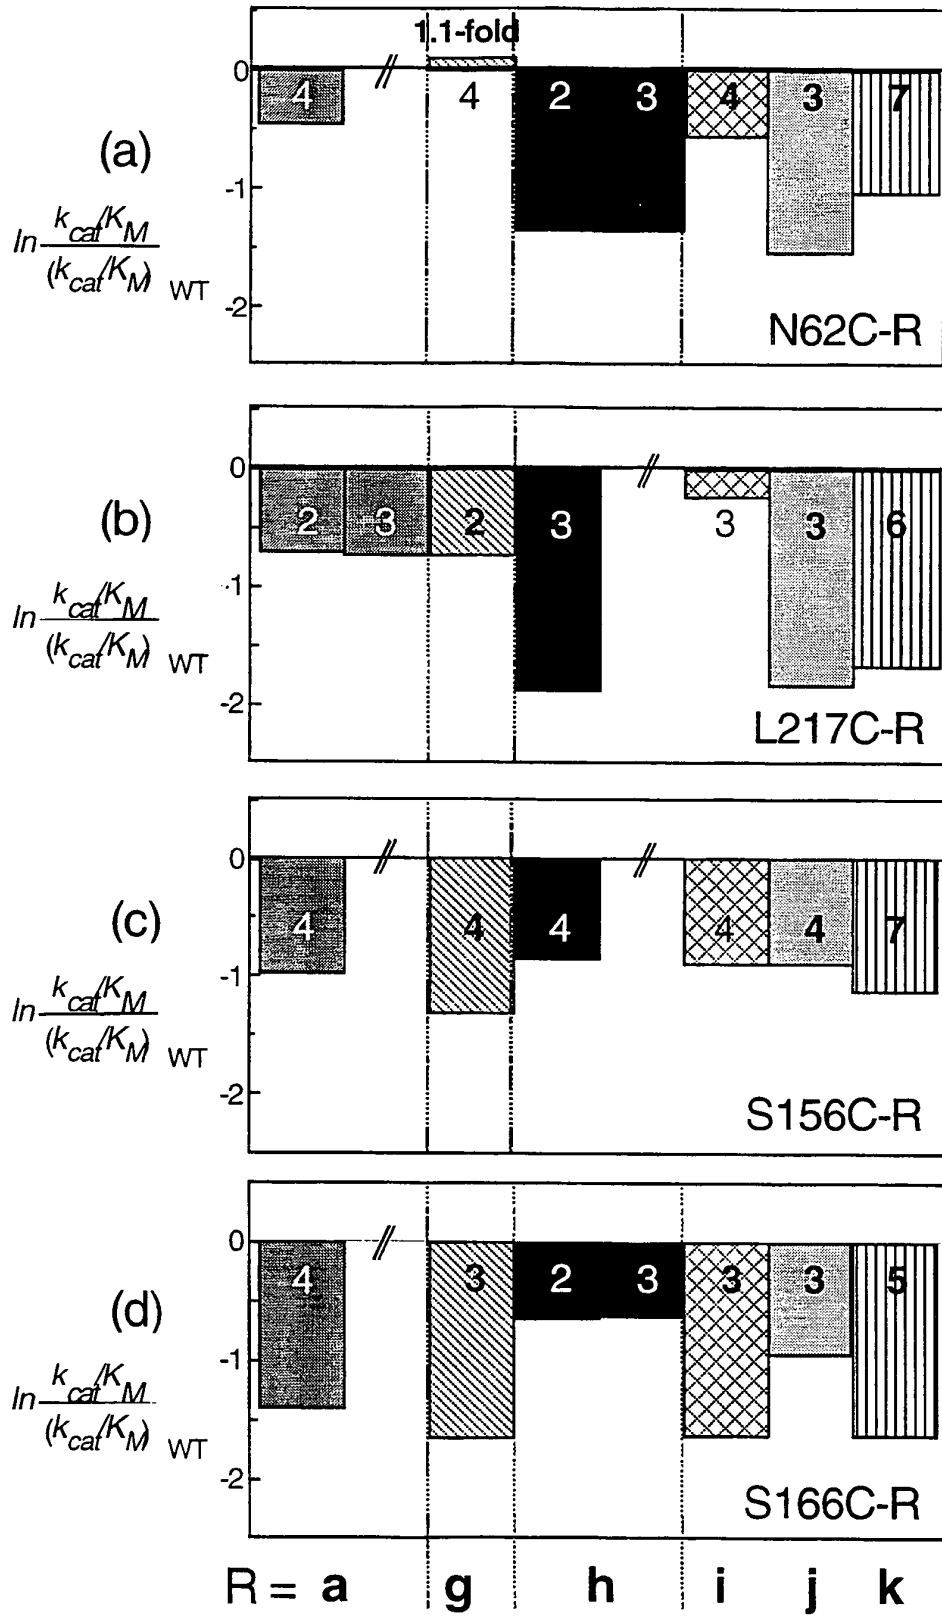 1.1-fold
0
4
4
2
3
4
3
7
(a)
-1
ln kcat/KM
(kcat/KM) WT
-2
N62C-R
0
2
3
2
3
3
3
6
(b)
-1
ln kcat/KM
(kcat/KM) WT
-2
L217C-R
0
4
4
4
4
4
7
(c)
-1
ln kcat/KM
(kcat/KM) WT
-2
S156C-R
0
4
3
2
3
3
3
5
(d)
-1
ln kcat/KM
(kcat/KM) WT
-2
S166C-R
R = a g h i j k